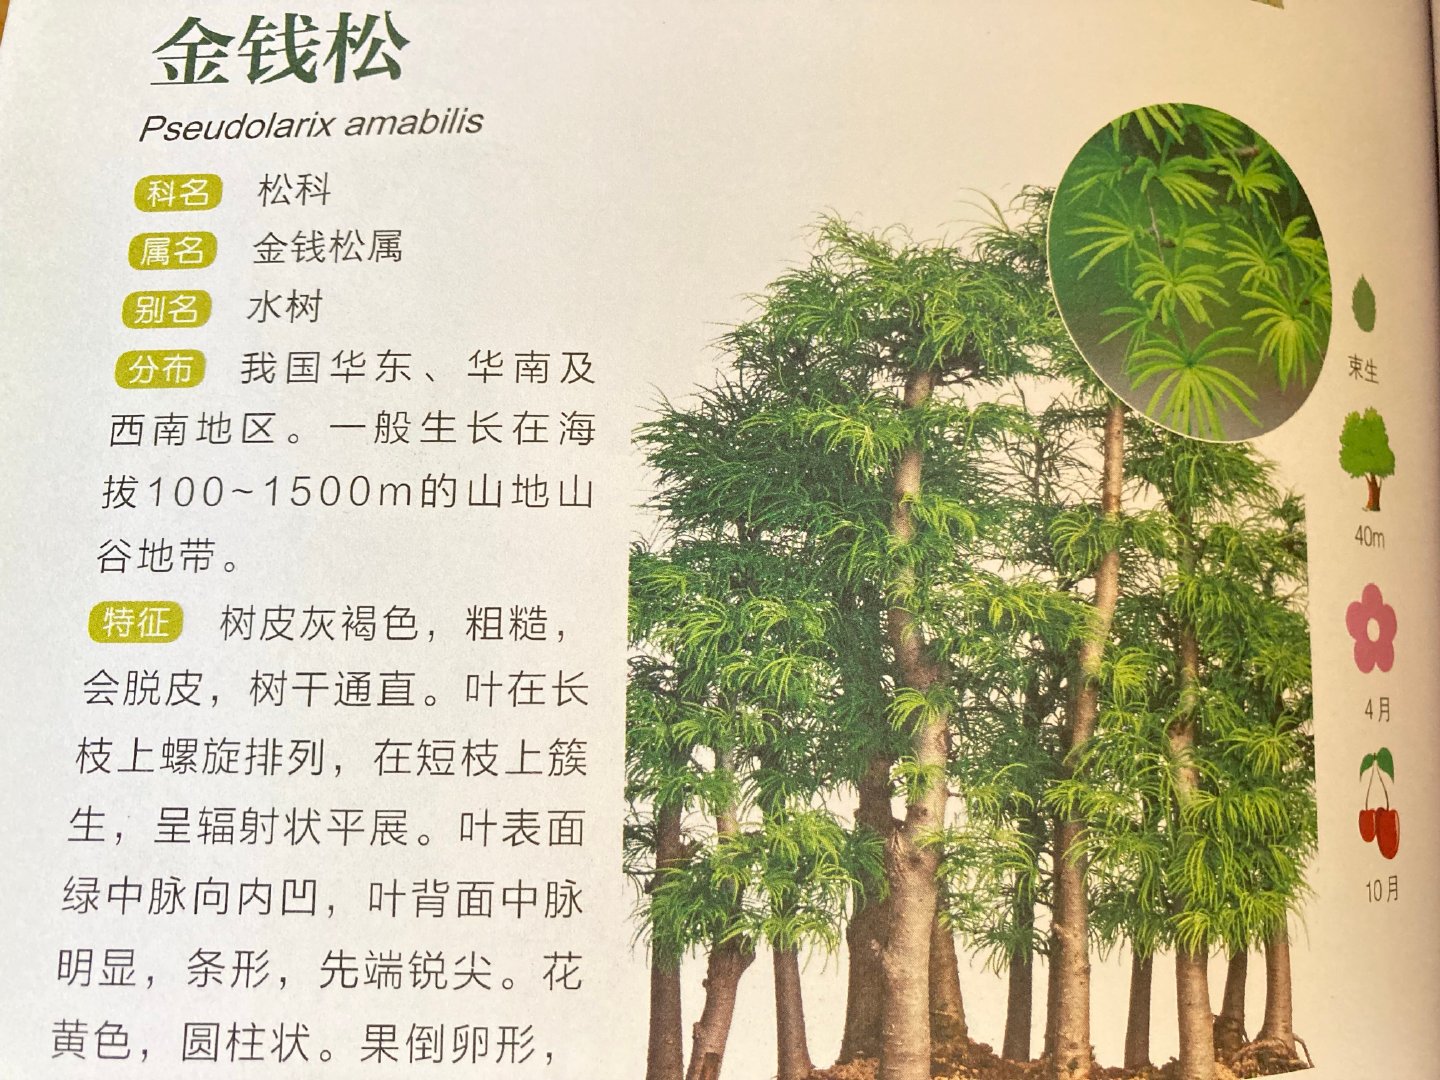 金钱松
Pseudolarix amabilis
科名 松科
属名 金钱松属
别名 水树
分布 我国华东、华南及
西南地区。一般生长在海
拔100~1500m的山地山
谷地带。
特征 树皮灰褐色，粗糙，
会脱皮，树干通直。叶在长
枝上螺旋排列，在短枝上簇
生，呈辐射状平展。叶表面
绿中脉向内凹，叶背面中脉
明显，条形，先端锐尖。花
黄色，圆柱状。果倒卵形，
束生
40m
4月
10月